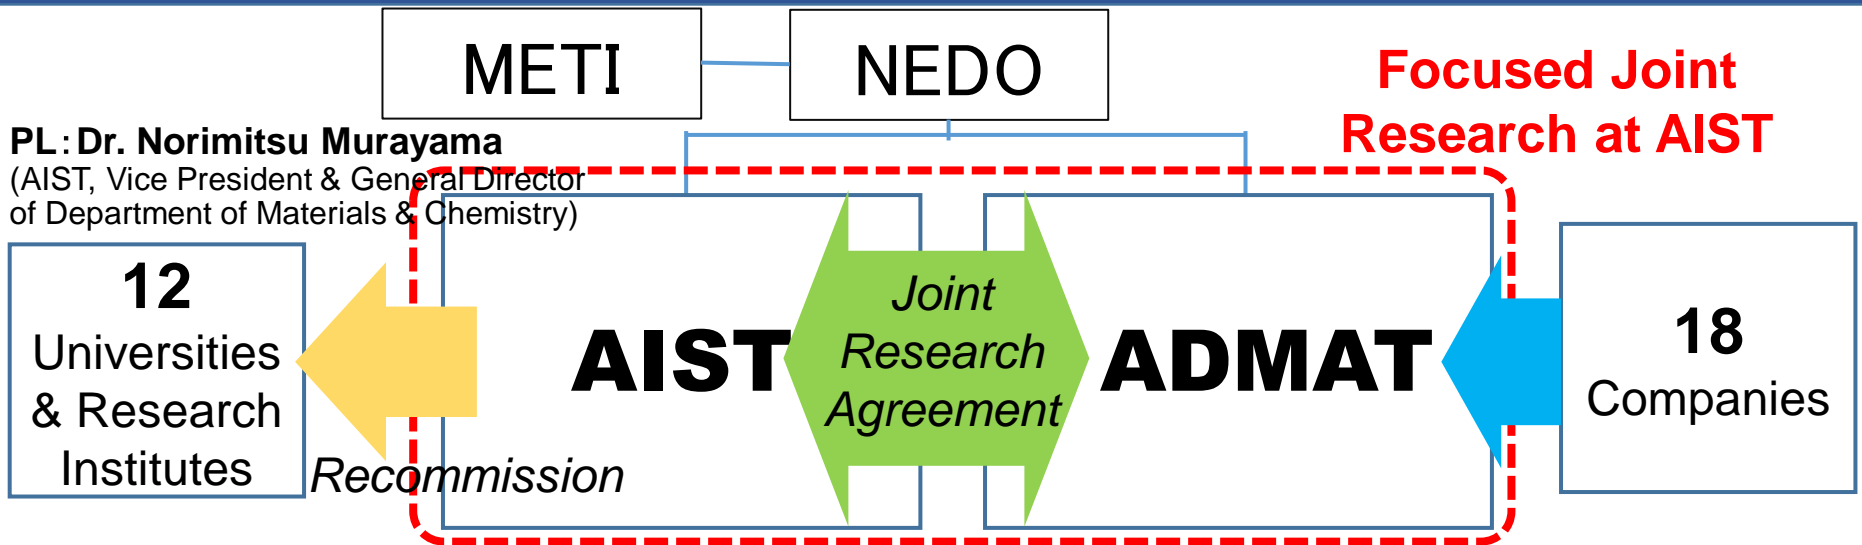 METI
NEDO
Focused Joint
Research at AIST
PL:Dr. Norimitsu Murayama
(AIST, Vice President & General Director
of Department of Materials & Chemistry)
12
Universities
& Research
Institutes
Recommission
AIST
Joint
Research
Agreement
ADMAT
18
Companies